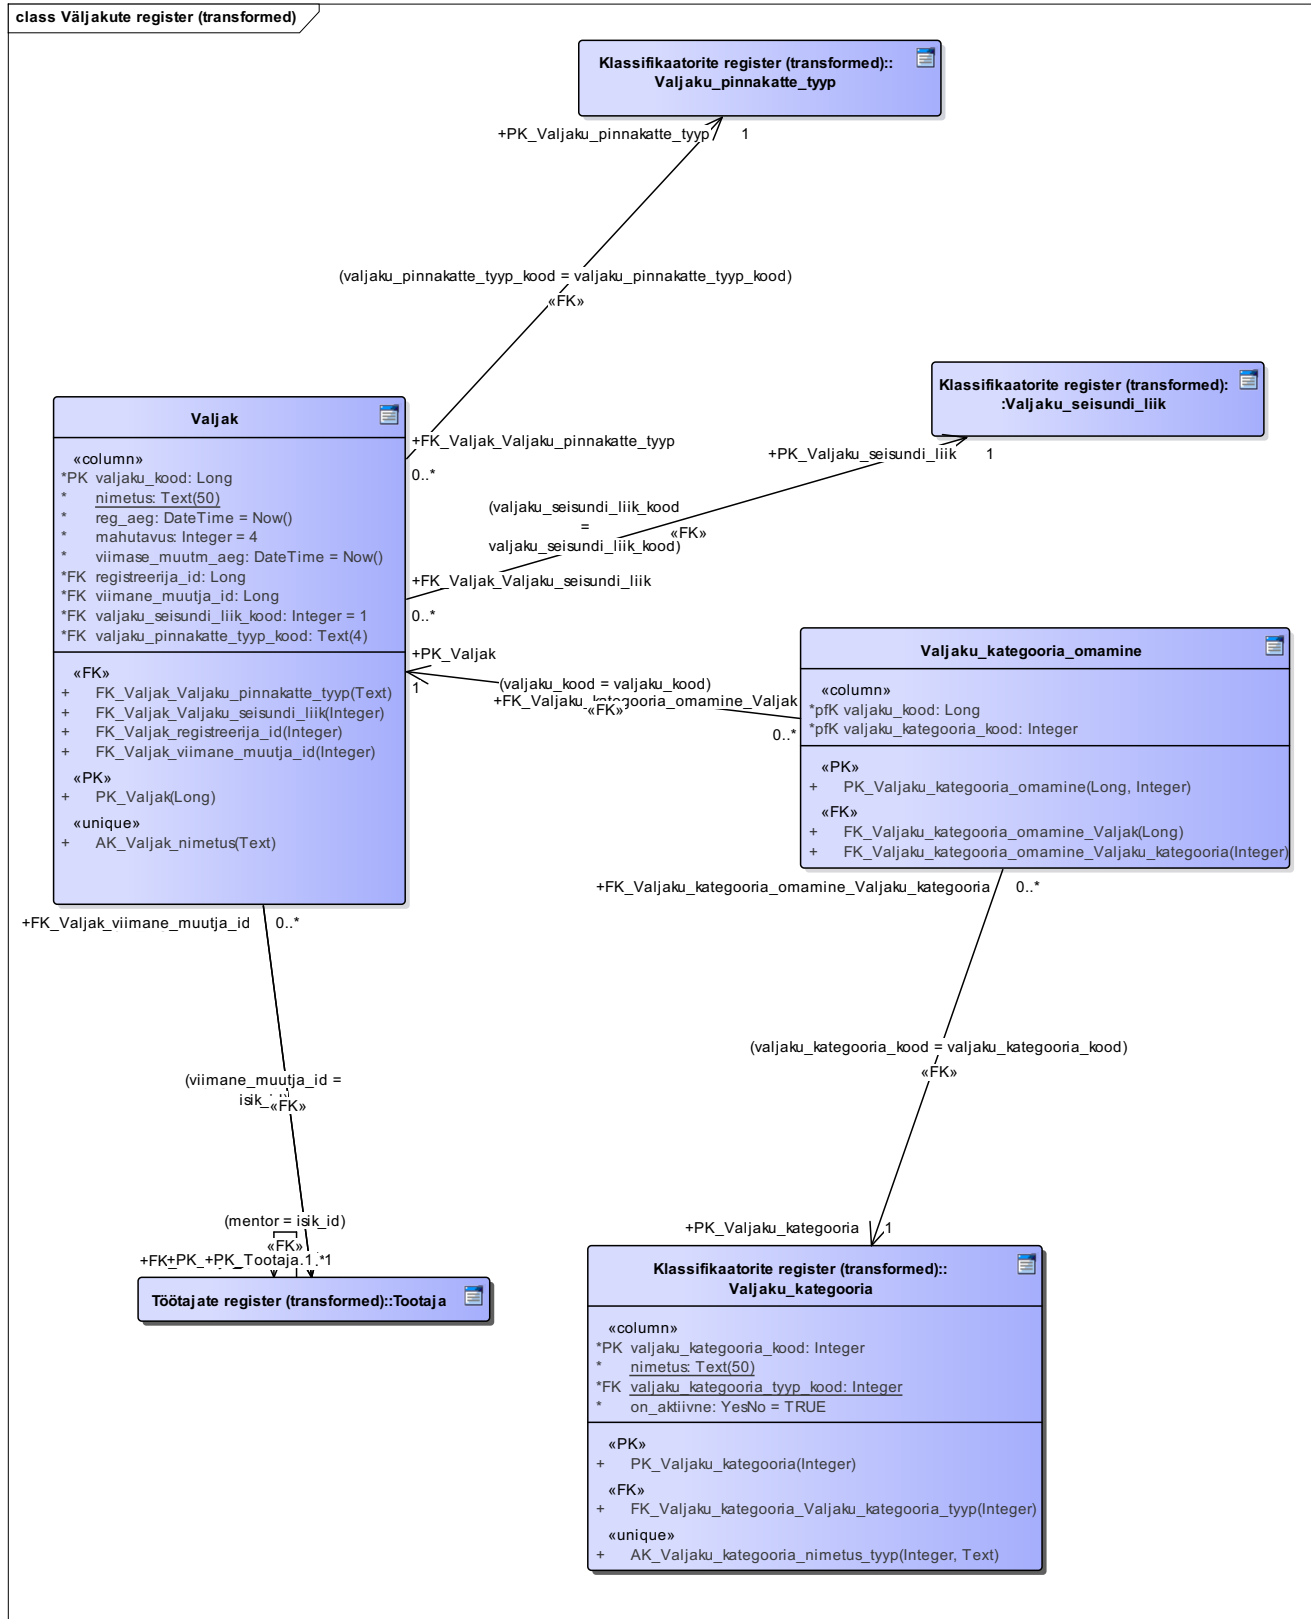 class Väljakute register (transformed)
Klassifikaatorite register (transformed)::
Valjaku_pinnakatte_tyyp
+PK_Valjaku_pinnakatte_tyyp
1
(valjaku_pinnakatte_tyyp_kood = valjaku_pinnakatte_tyyp_kood)
«FK»
Klassifikaatorite register (transformed):
:Valjaku_seisundi_liik
+PK_Valjaku_seisundi_liik
1
(valjaku_seisundi_liik_kood
=
valjaku_seisundi_liik_kood)
«FK»
Valjak
«column»
*PK valjaku_kood: Long
* nimetus: Text(50)
* reg_aeg: DateTime = Now()
* mahutavus: Integer = 4
* viimase_muutm_aeg: DateTime = Now()
*FK registreerija_id: Long
*FK viimane_muutja_id: Long
*FK valjaku_seisundi_liik_kood: Integer = 1
*FK valjaku_pinnakatte_tyyp_kood: Text(4)
«FK»
+ FK_Valjak_Valjaku_pinnakatte_tyyp(Text)
+ FK_Valjak_Valjaku_seisundi_liik(Integer)
+ FK_Valjak_registreerija_id(Integer)
+ FK_Valjak_viimane_muutja_id(Integer)
«PK»
+ PK_Valjak(Long)
«unique»
+ AK_Valjak_nimetus(Text)
+FK_Valjak_Valjaku_pinnakatte_tyyp
0..*
+FK_Valjak_Valjaku_seisundi_liik
0..*
+PK_Valjak
1
(valjaku_kood = valjaku_kood)
+FK_Valjaku_kategooria_omamine_Valjak
«FK»
0..*
Valjaku_kategooria_omamine
«column»
*pfK valjaku_kood: Long
*pfK valjaku_kategooria_kood: Integer
«PK»
+ PK_Valjaku_kategooria_omamine(Long, Integer)
«FK»
+ FK_Valjaku_kategooria_omamine_Valjak(Long)
+ FK_Valjaku_kategooria_omamine_Valjaku_kategooria(Integer)
+FK_Valjaku_kategooria_omamine_Valjaku_kategooria
0..*
+FK_Valjak_viimane_muutja_id
0..*
(valjaku_kategooria_kood = valjaku_kategooria_kood)
«FK»
(viimane_muutja_id =
«FK»
(mentor = isik_id)
«FK»
+PK_Tootaja
1
Töötajate register (transformed)::Tootaja
+PK_Valjaku_kategooria
1
Klassifikaatorite register (transformed)::
Valjaku_kategooria
«column»
*PK valjaku_kategooria_kood: Integer
* nimetus: Text(50)
*FK valjaku_kategooria_tyyp_kood: Integer
* on_aktiivne: YesNo = TRUE
«PK»
+ PK_Valjaku_kategooria(Integer)
«FK»
+ FK_Valjaku_kategooria_Valjaku_kategooria_tyyp(Integer)
«unique»
+ AK_Valjaku_kategooria_nimetus_tyyp(Integer, Text)